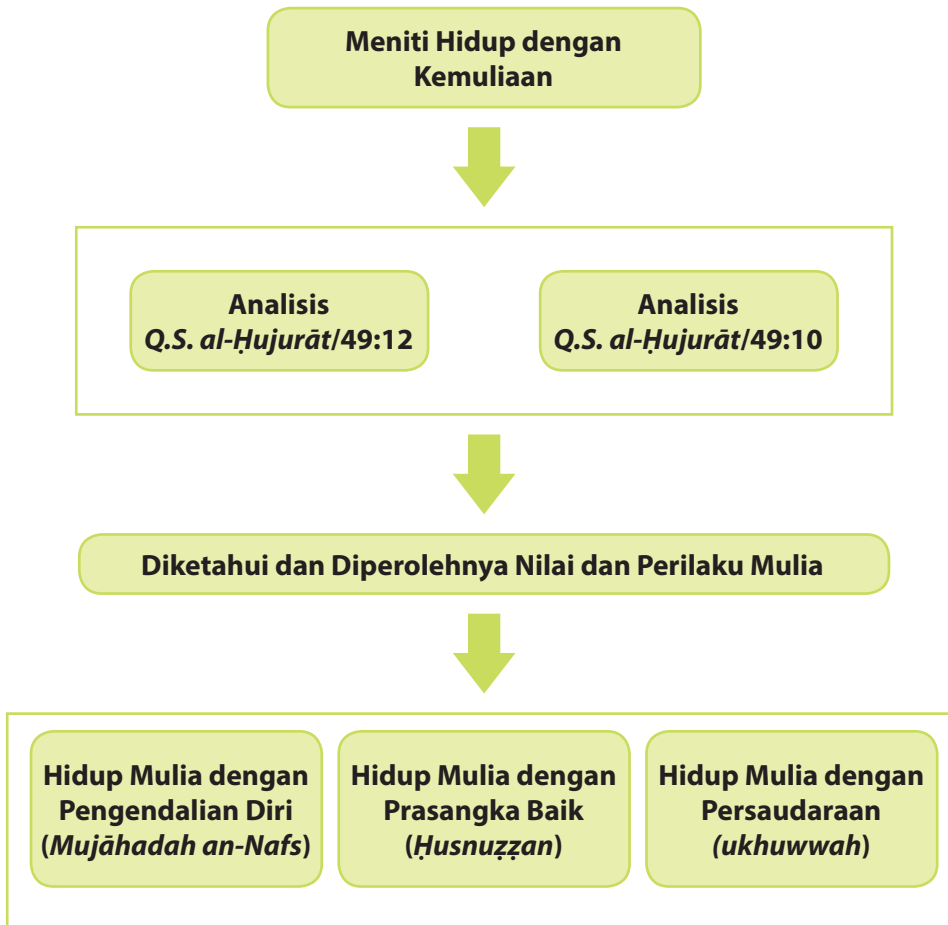 Meniti Hidup dengan
Kemuliaan
Analisis
Q.S. al-Ḥujurāt/49:12
Analisis
Q.S. al-Ḥujurāt/49:10
Diketahui dan Diperolehnya Nilai dan Perilaku Mulia
Hidup Mulia dengan
Pengendalian Diri
(Mujāhadah an-Nafs)
Hidup Mulia dengan
Prasangka Baik
(Ḥusnuẓẓan)
Hidup Mulia dengan
Persaudaraan
(ukhuwwah)